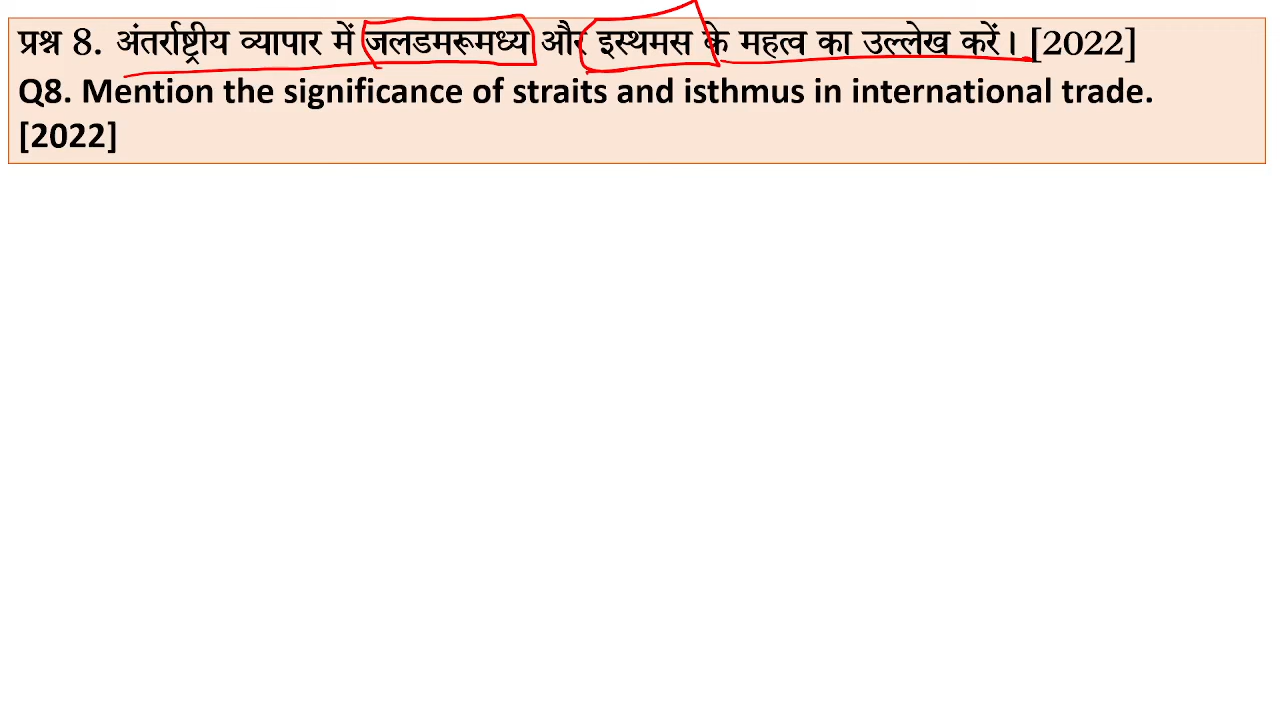 प्रश्न 8. अंतर्राष्ट्रीय व्यापार में जलडमरूमध्य और इस्थमस के महत्व का उल्लेख करें। [2022]
Q8. Mention the significance of straits and isthmus in international trade.
[2022]